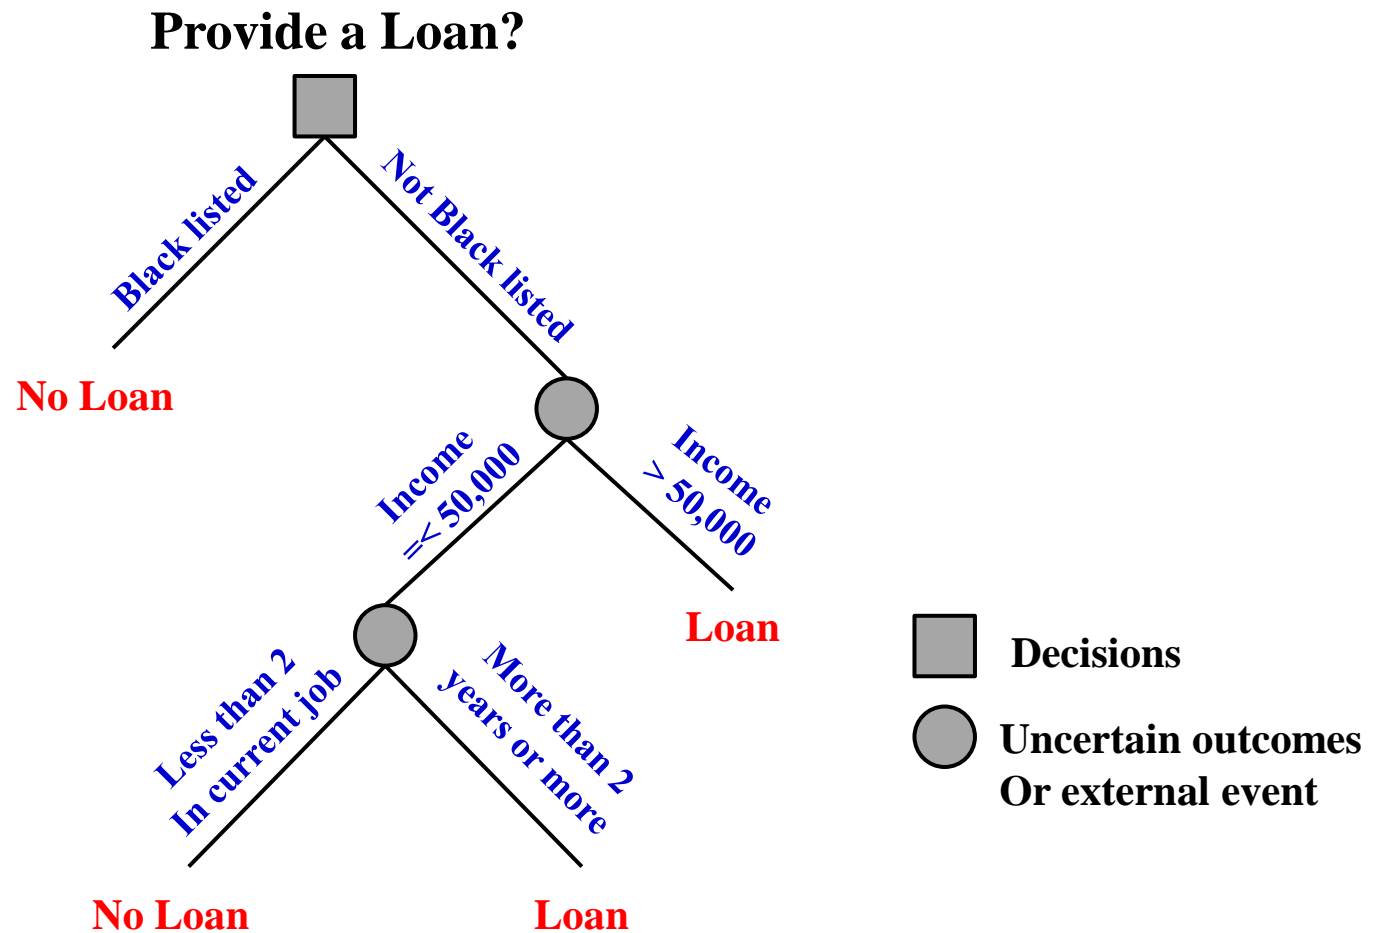 Provide a Loan?
Black listed
Not Black listed
No Loan
Income
=< 50,000
Income
> 50,000
Loan
Less than 2
In current job
More than 2
years or more
No Loan
Loan
Decisions
Uncertain outcomes
Or external event